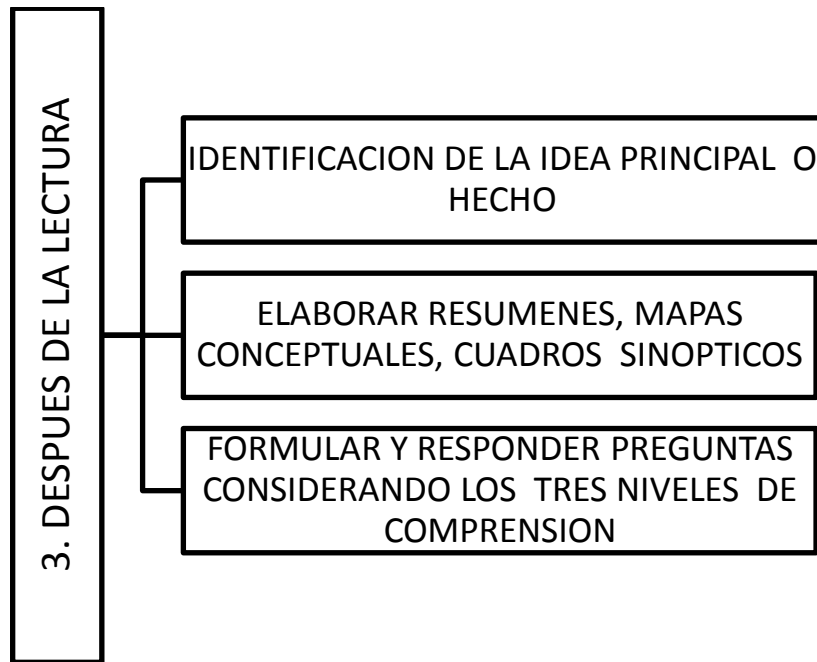 3. DESPUES DE LA LECTURA
IDENTIFICACION DE LA IDEA PRINCIPAL O
HECHO
ELABORAR RESUMENES, MAPAS
CONCEPTUALES, CUADROS SINOPTICOS
FORMULAR Y RESPONDER PREGUNTAS
CONSIDERANDO LOS TRES NIVELES DE
COMPRENSION